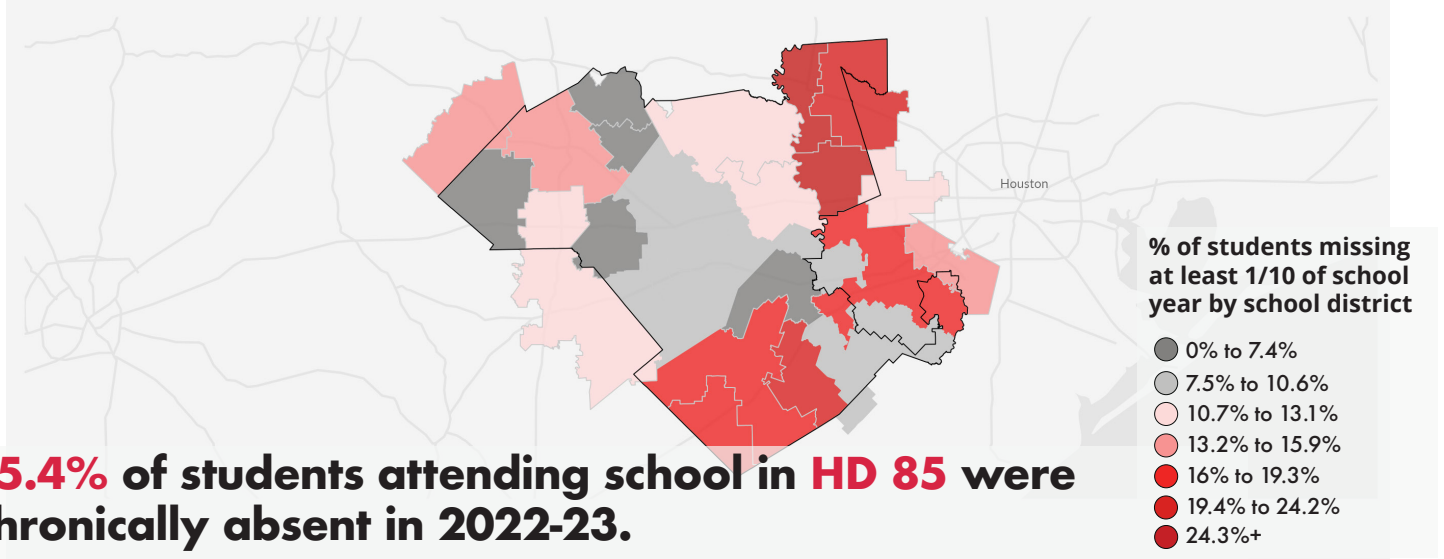 Houston
% of students missing
at least 1/10 of school
year by school district
0% to 7.4%
7.5% to 10.6%
10.7% to 13.1%
13.2% to 15.9%
16% to 19.3%
19.4% to 24.2%
24.3%+
5.4% of students attending school in HD 85 were
hronically absent in 2022-23.